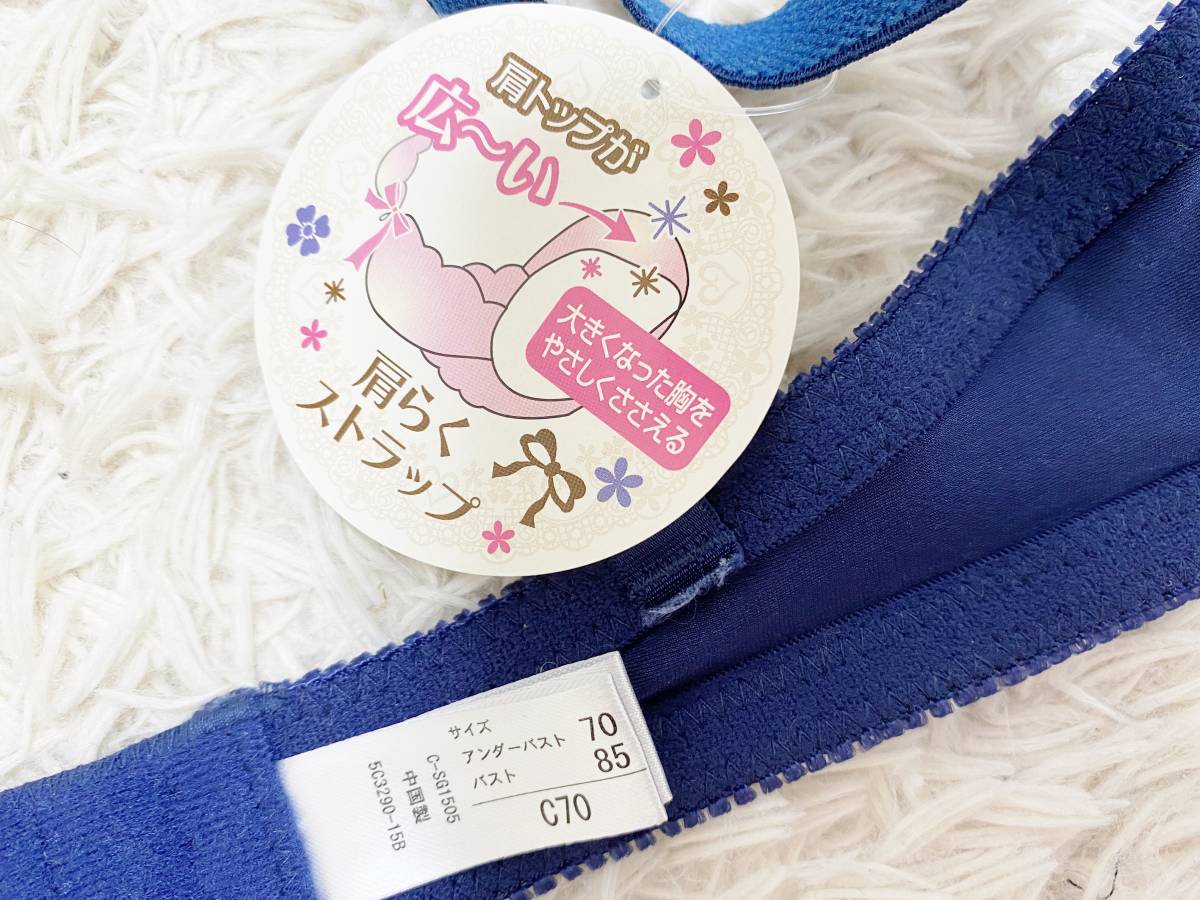 肩トップが
広〜い
大きくなった胸を
やさしくささえる
肩らく
ストラップ
サイズ
アンダーバスト 70
バスト 85
C70
C-SG1505
中国製
5C3290-15B